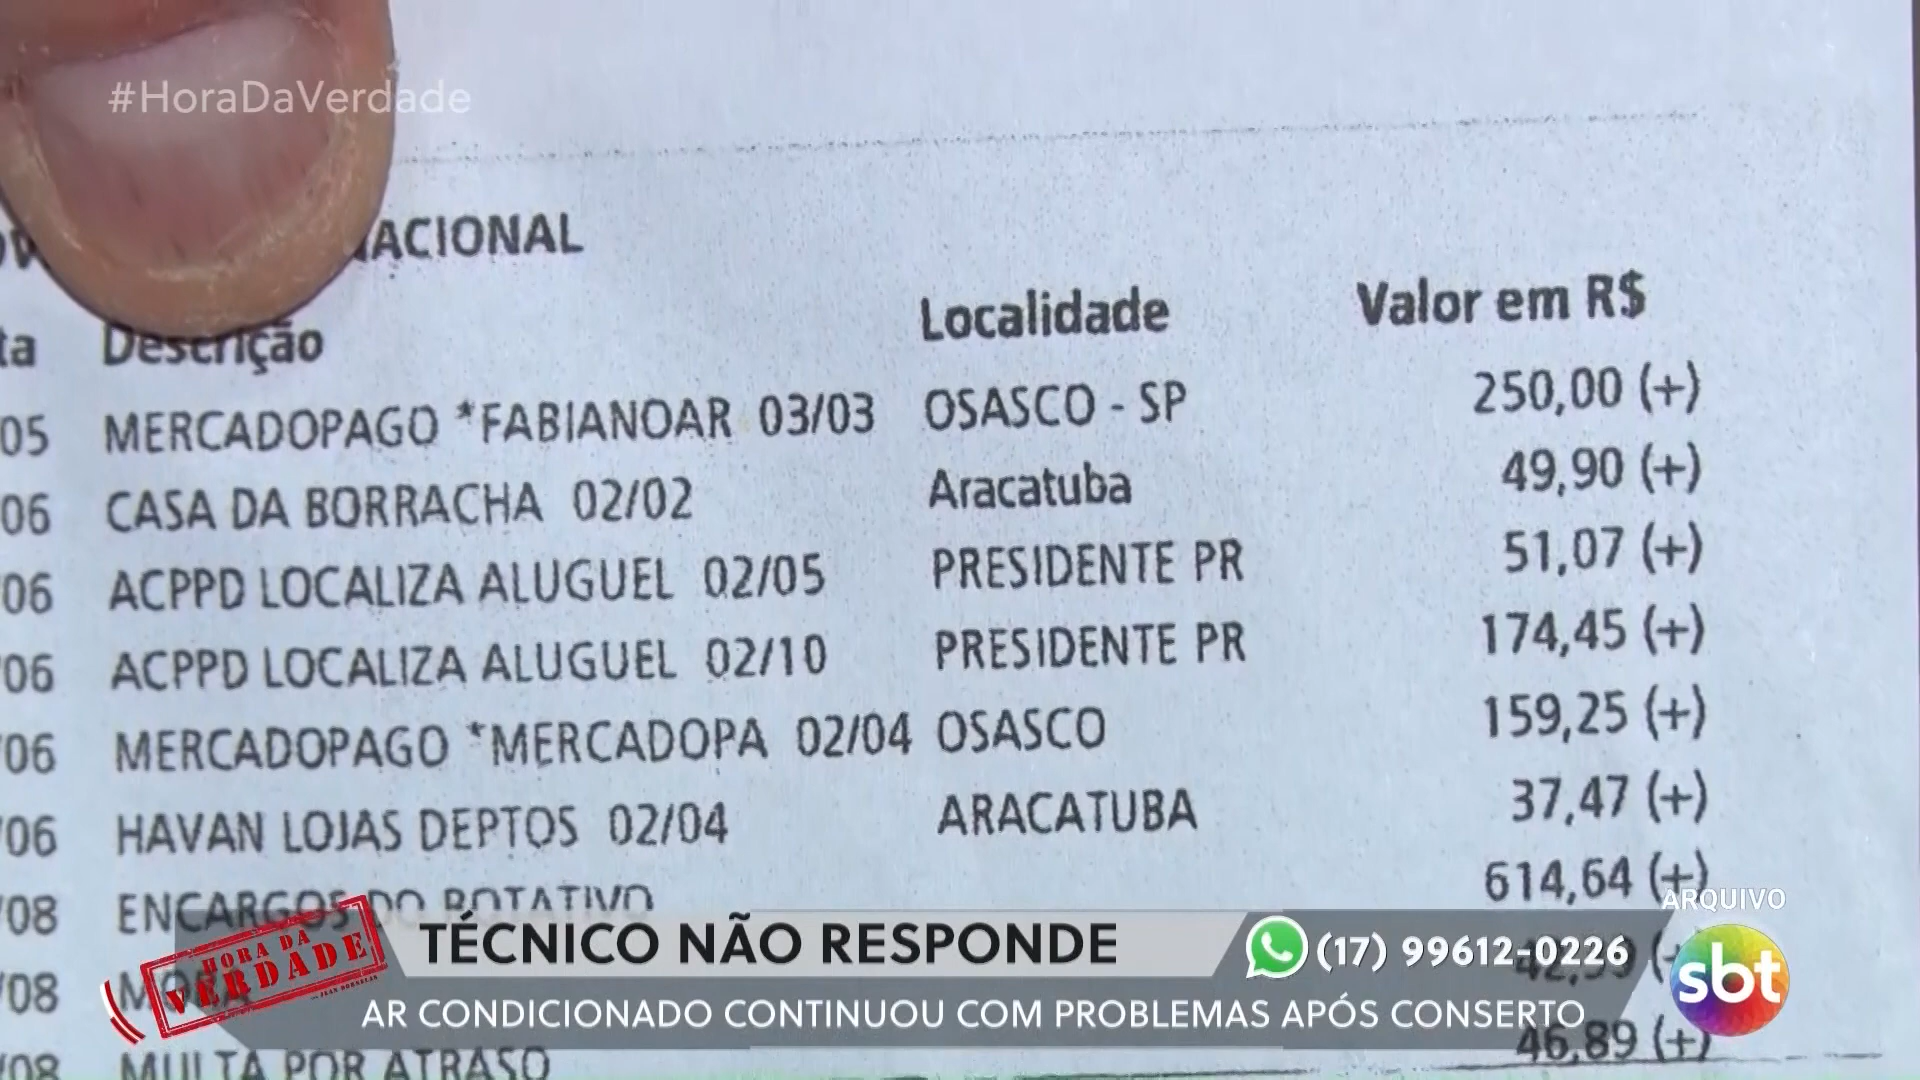 #HoraDaVerdade
ACIONAL
ta Descrição Localidade Valor em R$
05 MERCADOPAGO *FABIANOAR 03/03 OSASCO - SP 250,00 (+)
06 CASA DA BORRACHA 02/02 Aracatuba 49,90 (+)
/06 ACPPD LOCALIZA ALUGUEL 02/05 PRESIDENTE PR 51,07 (+)
/06 ACPPD LOCALIZA ALUGUEL 02/10 PRESIDENTE PR 174,45 (+)
/06 MERCADOPAGO *MERCADOPA 02/04 OSASCO 159,25 (+)
/06 HAVAN LOJAS DEPTOS 02/04 ARACATUBA 37,47 (+)
/08 ENCARGOS DO ROTATIVO 614,64 (+)
ARQUIVO
HORA DA VERDADE
TÉCNICO NÃO RESPONDE (17) 99612-0226
sbt
/08 MORA
AR CONDICIONADO CONTINUOU COM PROBLEMAS APÓS CONSERTO
/08 MULTA POR ATRASO 46,89 (+)